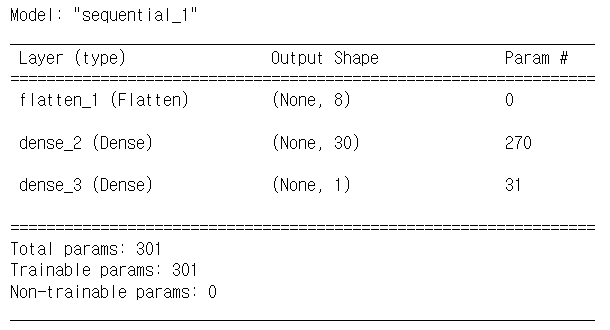 Model: "sequential_1"
Layer (type) Output Shape Param #
flatten_1 (Flatten) (None, 8) 0
dense_2 (Dense) (None, 30) 270
dense_3 (Dense) (None, 1) 31
Total params: 301
Trainable params: 301
Non-trainable params: 0